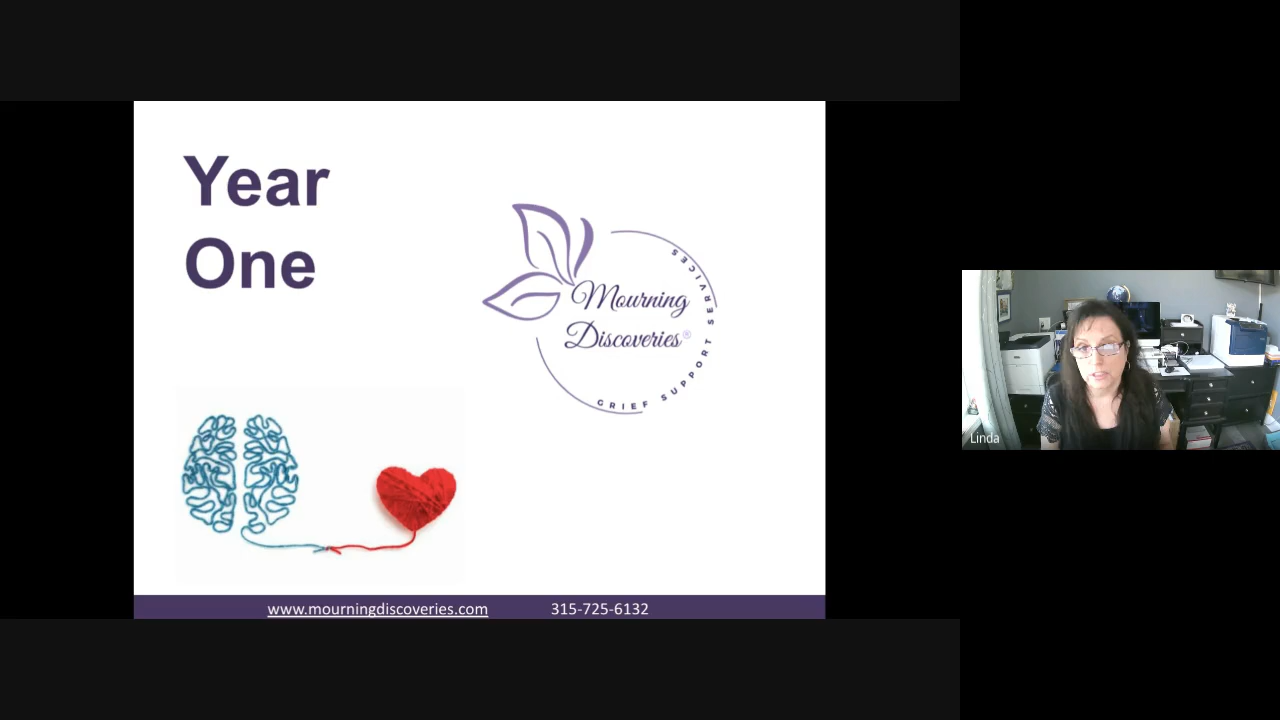 Year
One
Mourning
Discoveries®
GRIEF SUPPORT SERVICES
www.mourningdiscoveries.com 315-725-6132
Linda